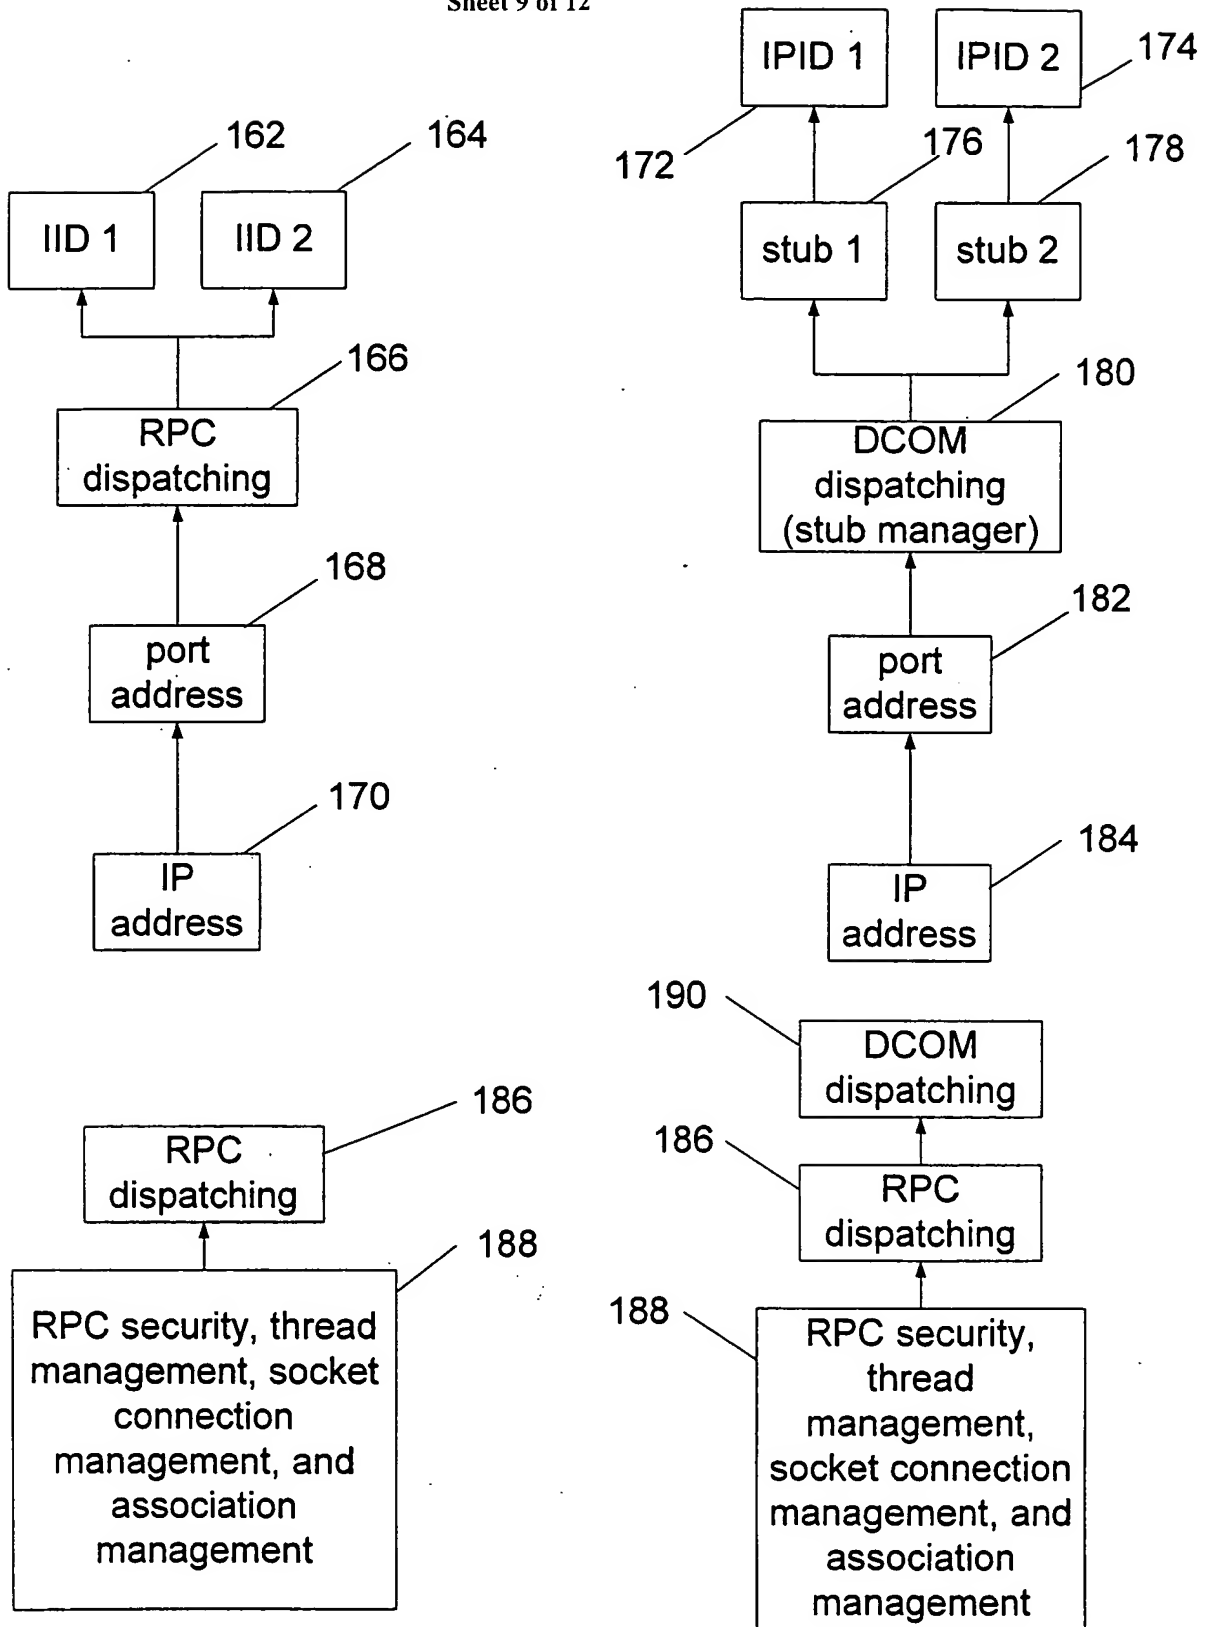 Sheet 9 of 12
IPID 1
IPID 2
174
162
164
172
176
178
IID 1
IID 2
stub 1
stub 2
166
180
RPC
dispatching
DCOM
dispatching
(stub manager)
168
182
port
address
port
address
170
184
IP
address
IP
address
190
DCOM
dispatching
186
186
RPC
dispatching
RPC
dispatching
188
188
RPC security, thread
management, socket
connection
management, and
association
management
RPC security,
thread
management,
socket connection
management, and
association
management